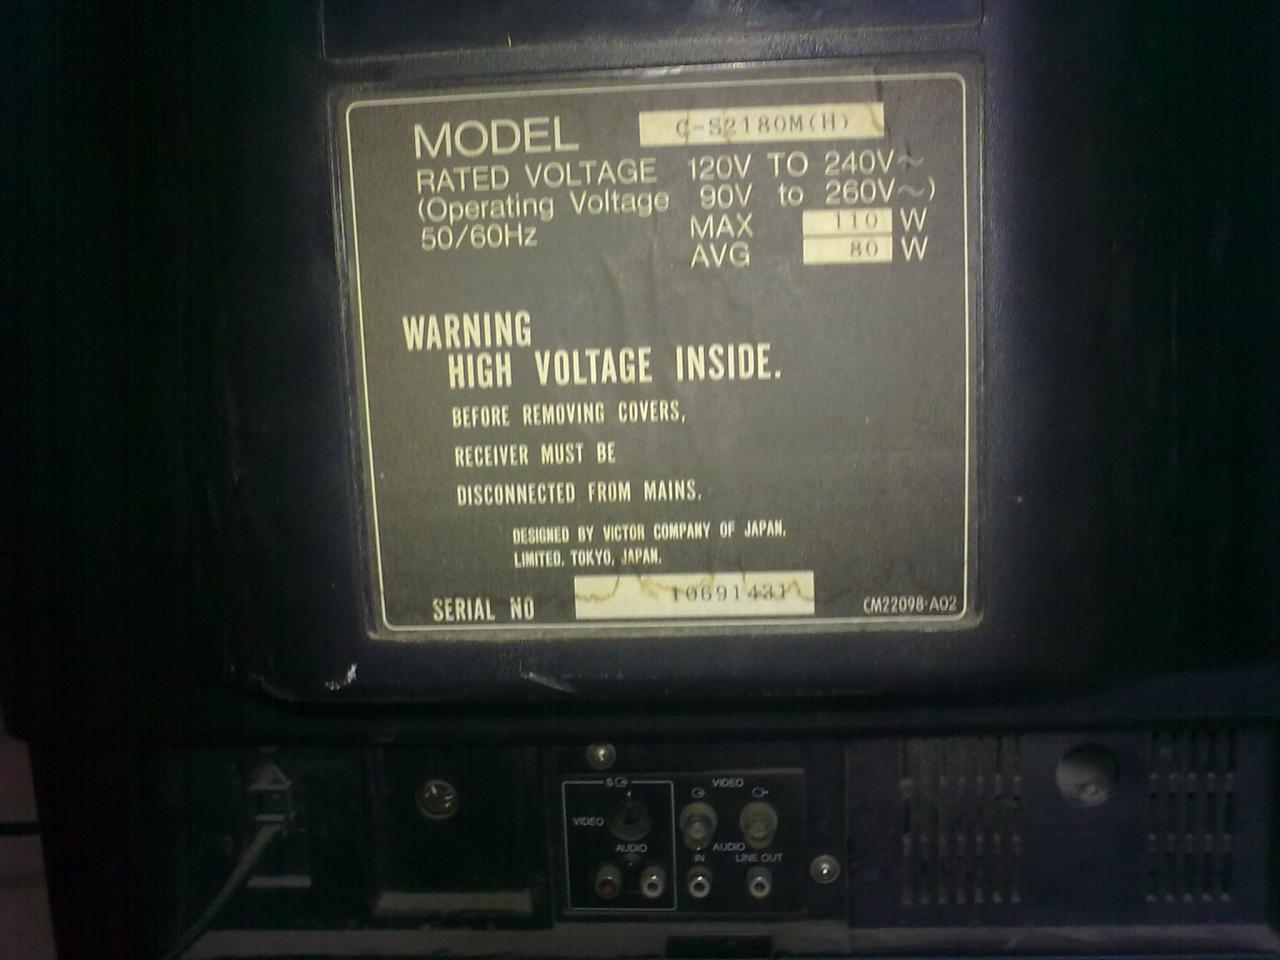 MODEL C-S2180M(H)
RATED VOLTAGE 120V TO 240V~
(Operating Voltage 90V to 260V~)
50/60Hz MAX 110 W
AVG 80 W
WARNING
HIGH VOLTAGE INSIDE.
BEFORE REMOVING COVERS,
RECEIVER MUST BE
DISCONNECTED FROM MAINS.
DESIGNED BY VICTOR COMPANY OF JAPAN,
LIMITED, TOKYO, JAPAN.
SERIAL NO 10691431 CM22098-A02
S
VIDEO
VIDEO
AUDIO
AUDIO
IN
LINE OUT